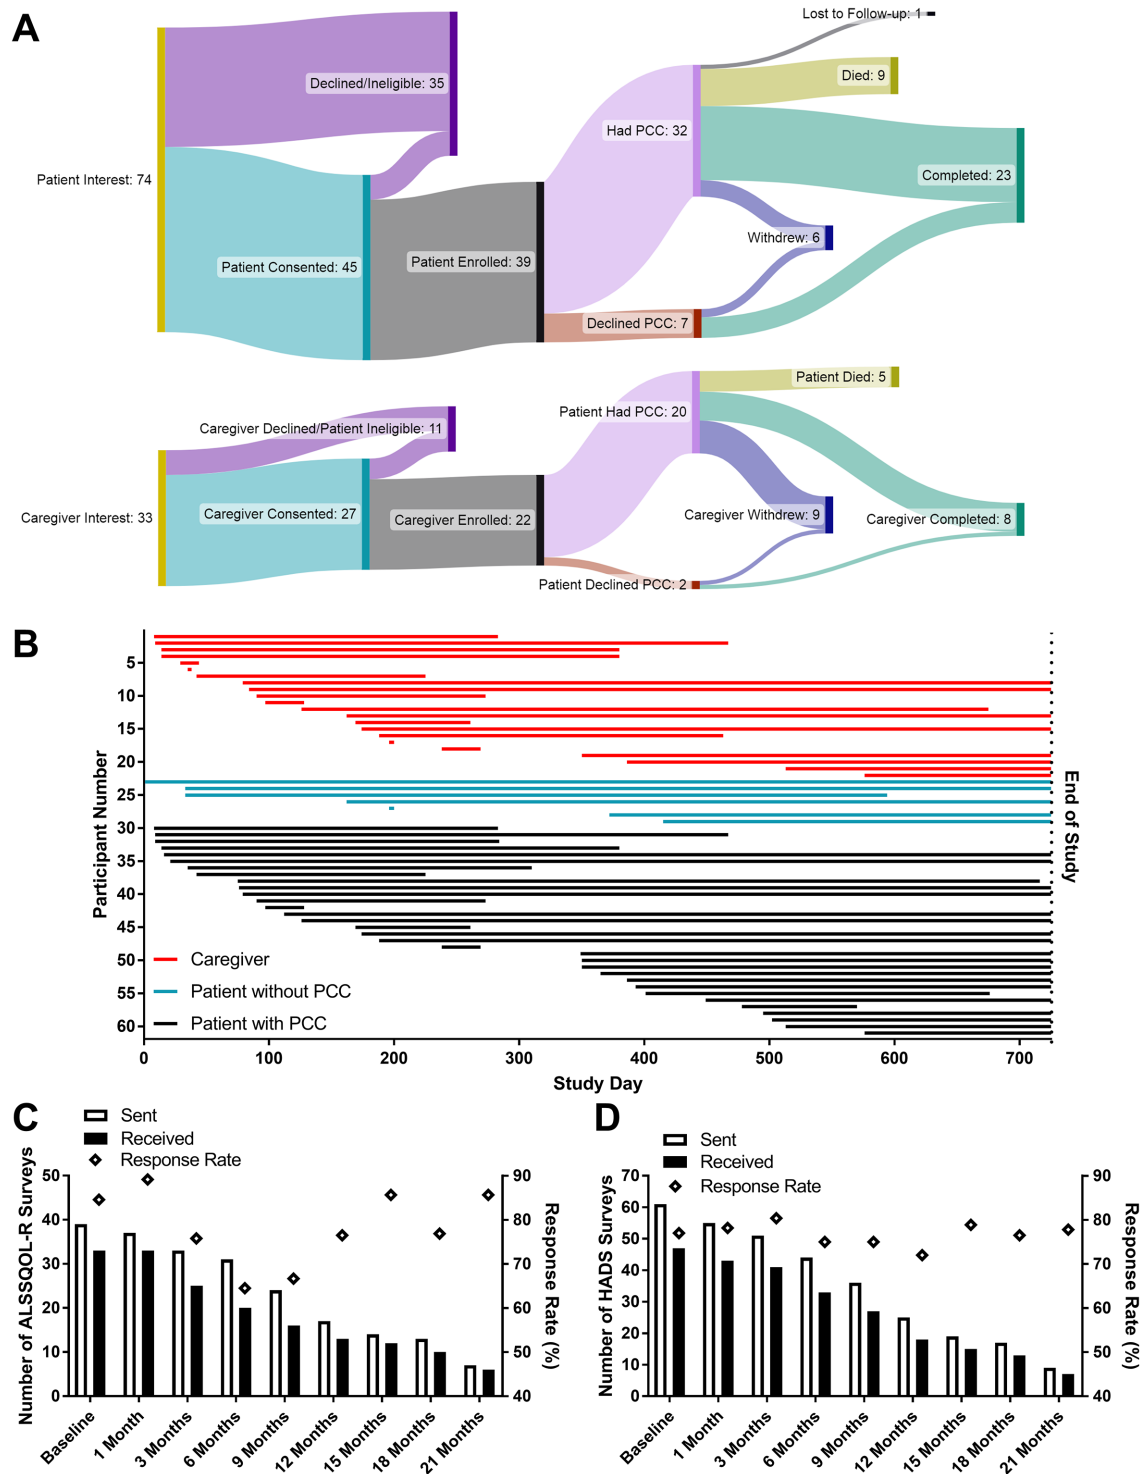 A
Lost to Follow-up: 1
Declined/Ineligible: 35
Died: 9
Had PCC: 32
Patient Interest: 74
Completed: 23
Withdrew: 6
Patient Consented: 45
Patient Enrolled: 39
Declined PCC: 7
Patient Died: 5
Patient Had PCC: 20
Caregiver Declined/Patient Ineligible: 11
Caregiver Interest: 33
Caregiver Consented: 27
Caregiver Enrolled: 22
Caregiver Withdrew: 9
Caregiver Completed: 8
Patient Declined PCC: 2
B
Participant Number
5
10
15
20
25
30
35
40
45
50
55
60
End of Study
Caregiver
Patient without PCC
Patient with PCC
0 100 200 300 400 500 600 700
Study Day
C
Sent
Received
Response Rate
Number of ALSSQOL-R Surveys
50
40
30
20
10
0
90
80
70
60
50
40
Response Rate (%)
Baseline
1 Month
3 Months
6 Months
9 Months
12 Months
15 Months
18 Months
21 Months
D
Sent
Received
Response Rate
Number of HADS Surveys
70
60
50
40
30
20
10
0
90
80
70
60
50
40
Response Rate (%)
Baseline
1 Month
3 Months
6 Months
9 Months
12 Months
15 Months
18 Months
21 Months